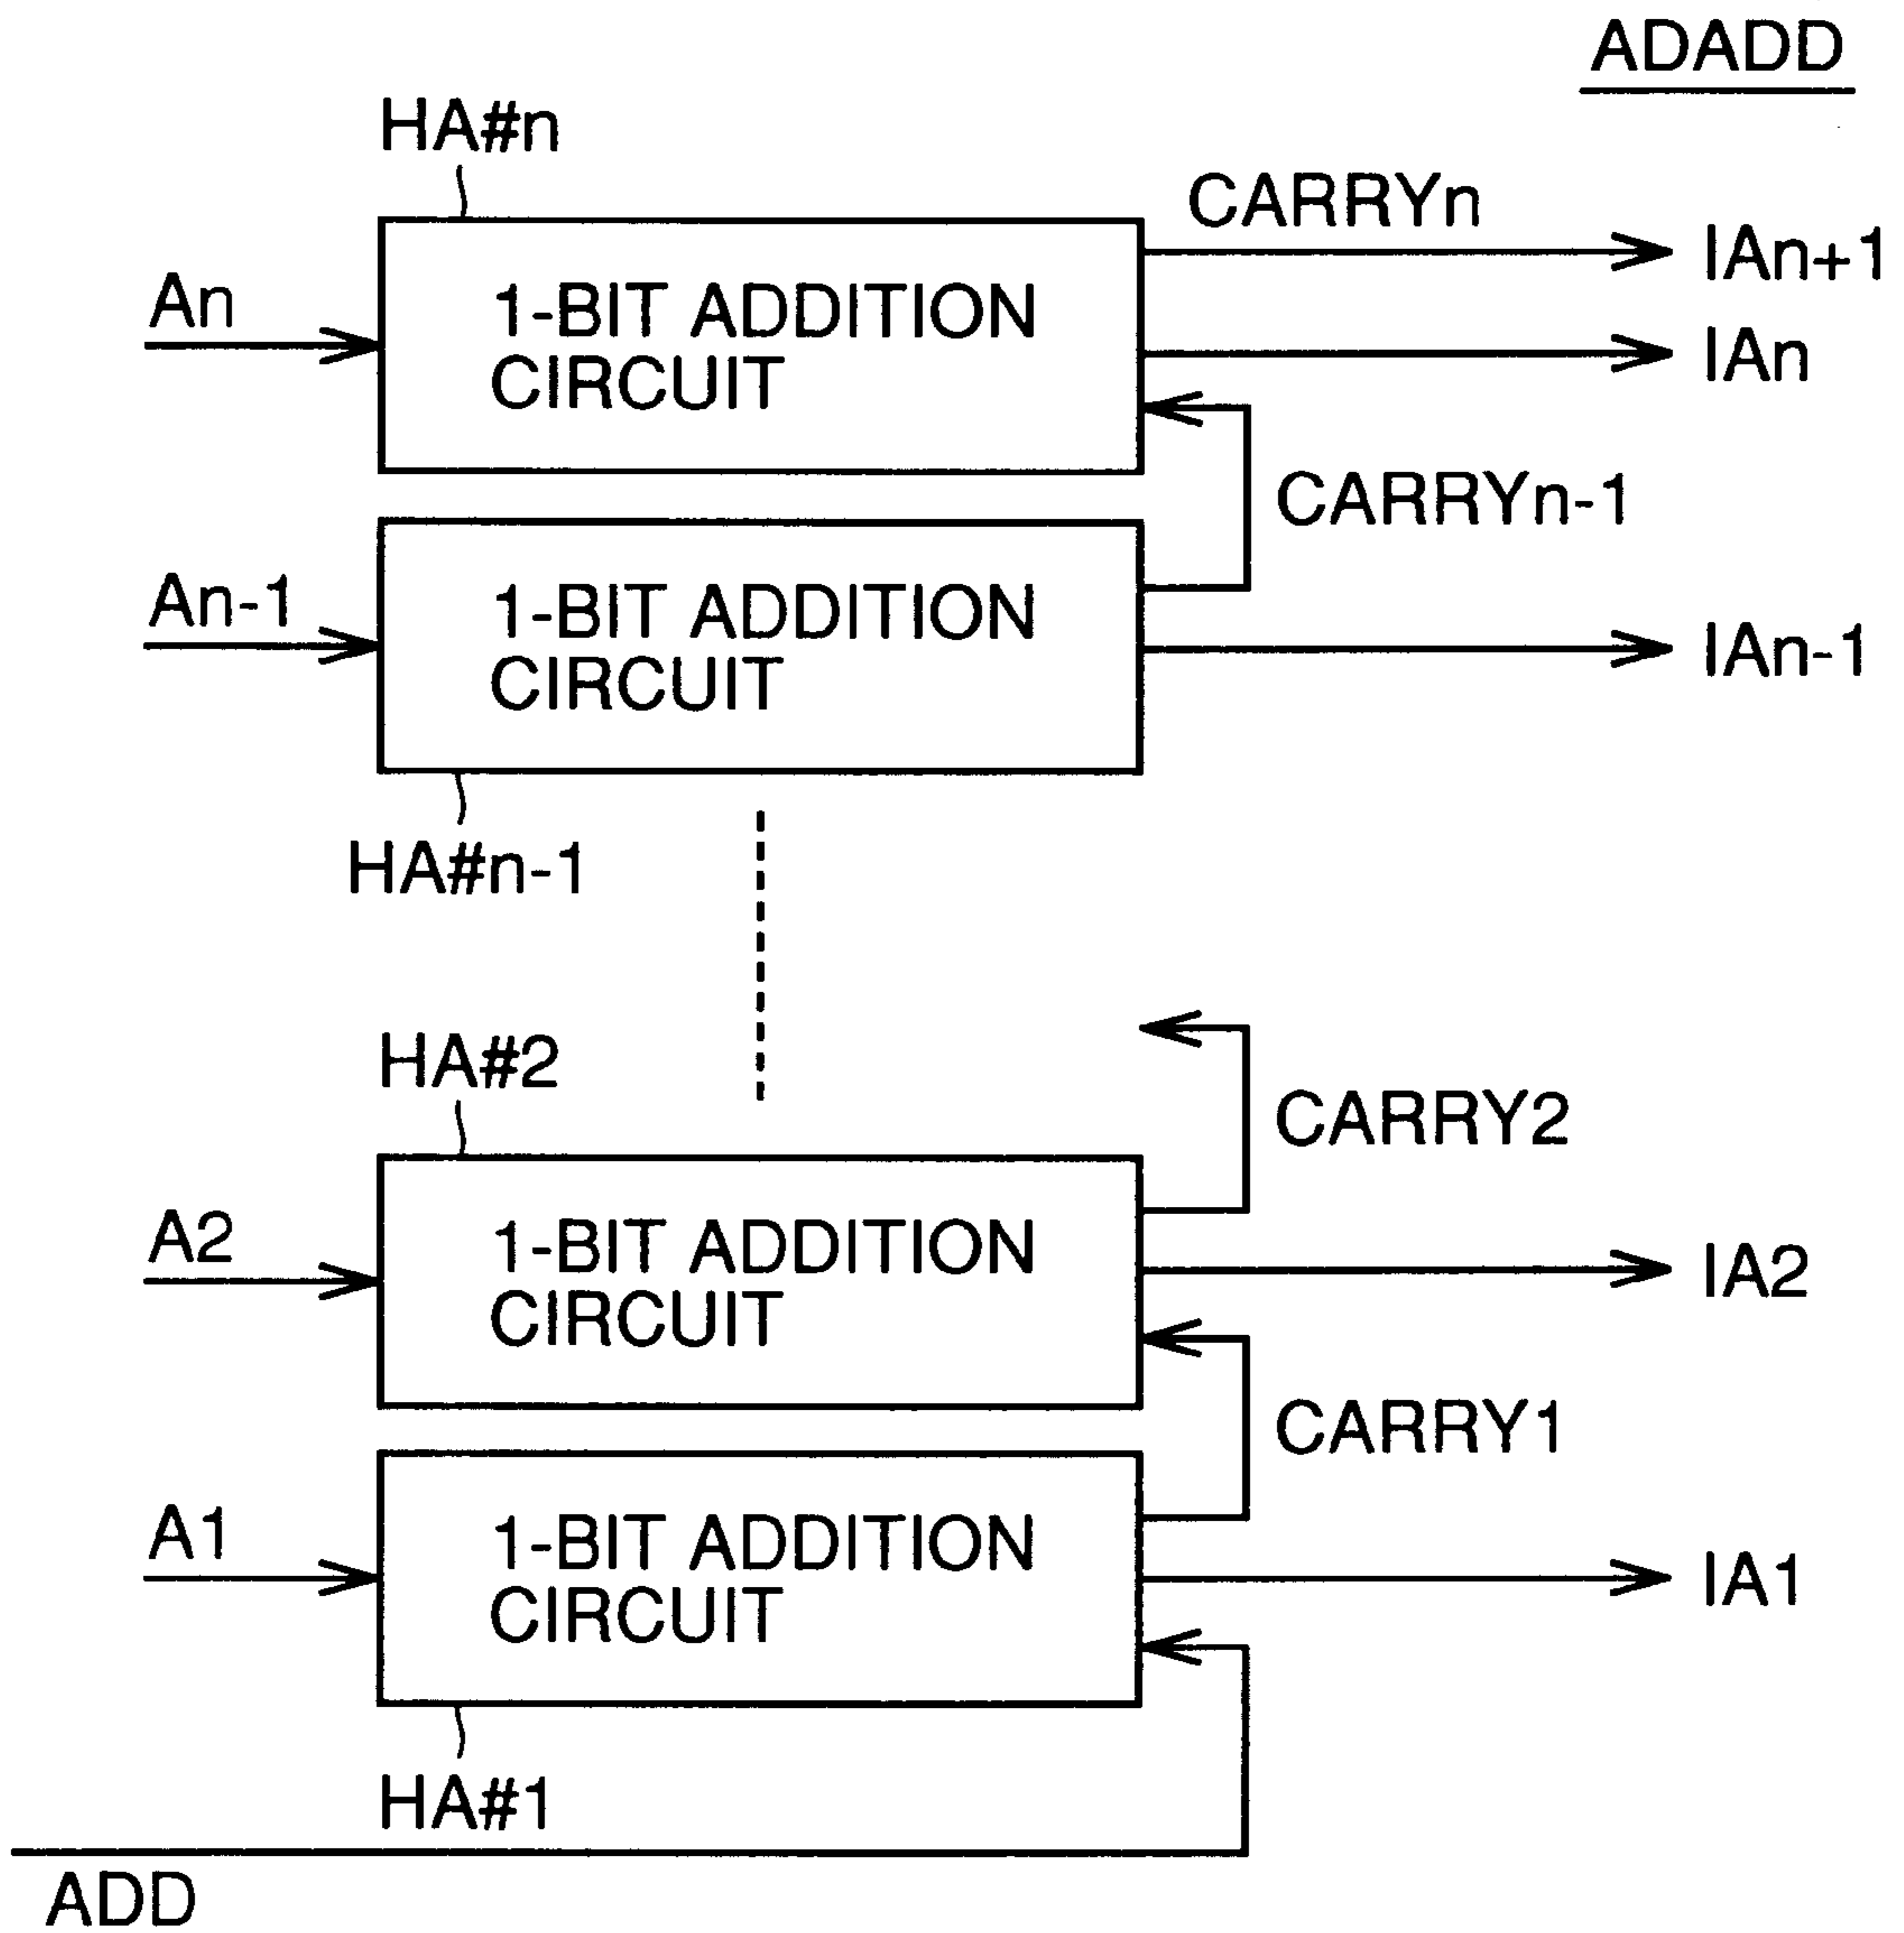 ADADD
HA#n
CARRYn
IAn+1
An
1-BIT ADDITION
CIRCUIT
IAn
CARRYn-1
An-1
1-BIT ADDITION
CIRCUIT
IAn-1
HA#n-1
HA#2
CARRY2
A2
1-BIT ADDITION
CIRCUIT
IA2
CARRY1
A1
1-BIT ADDITION
CIRCUIT
IA1
HA#1
ADD